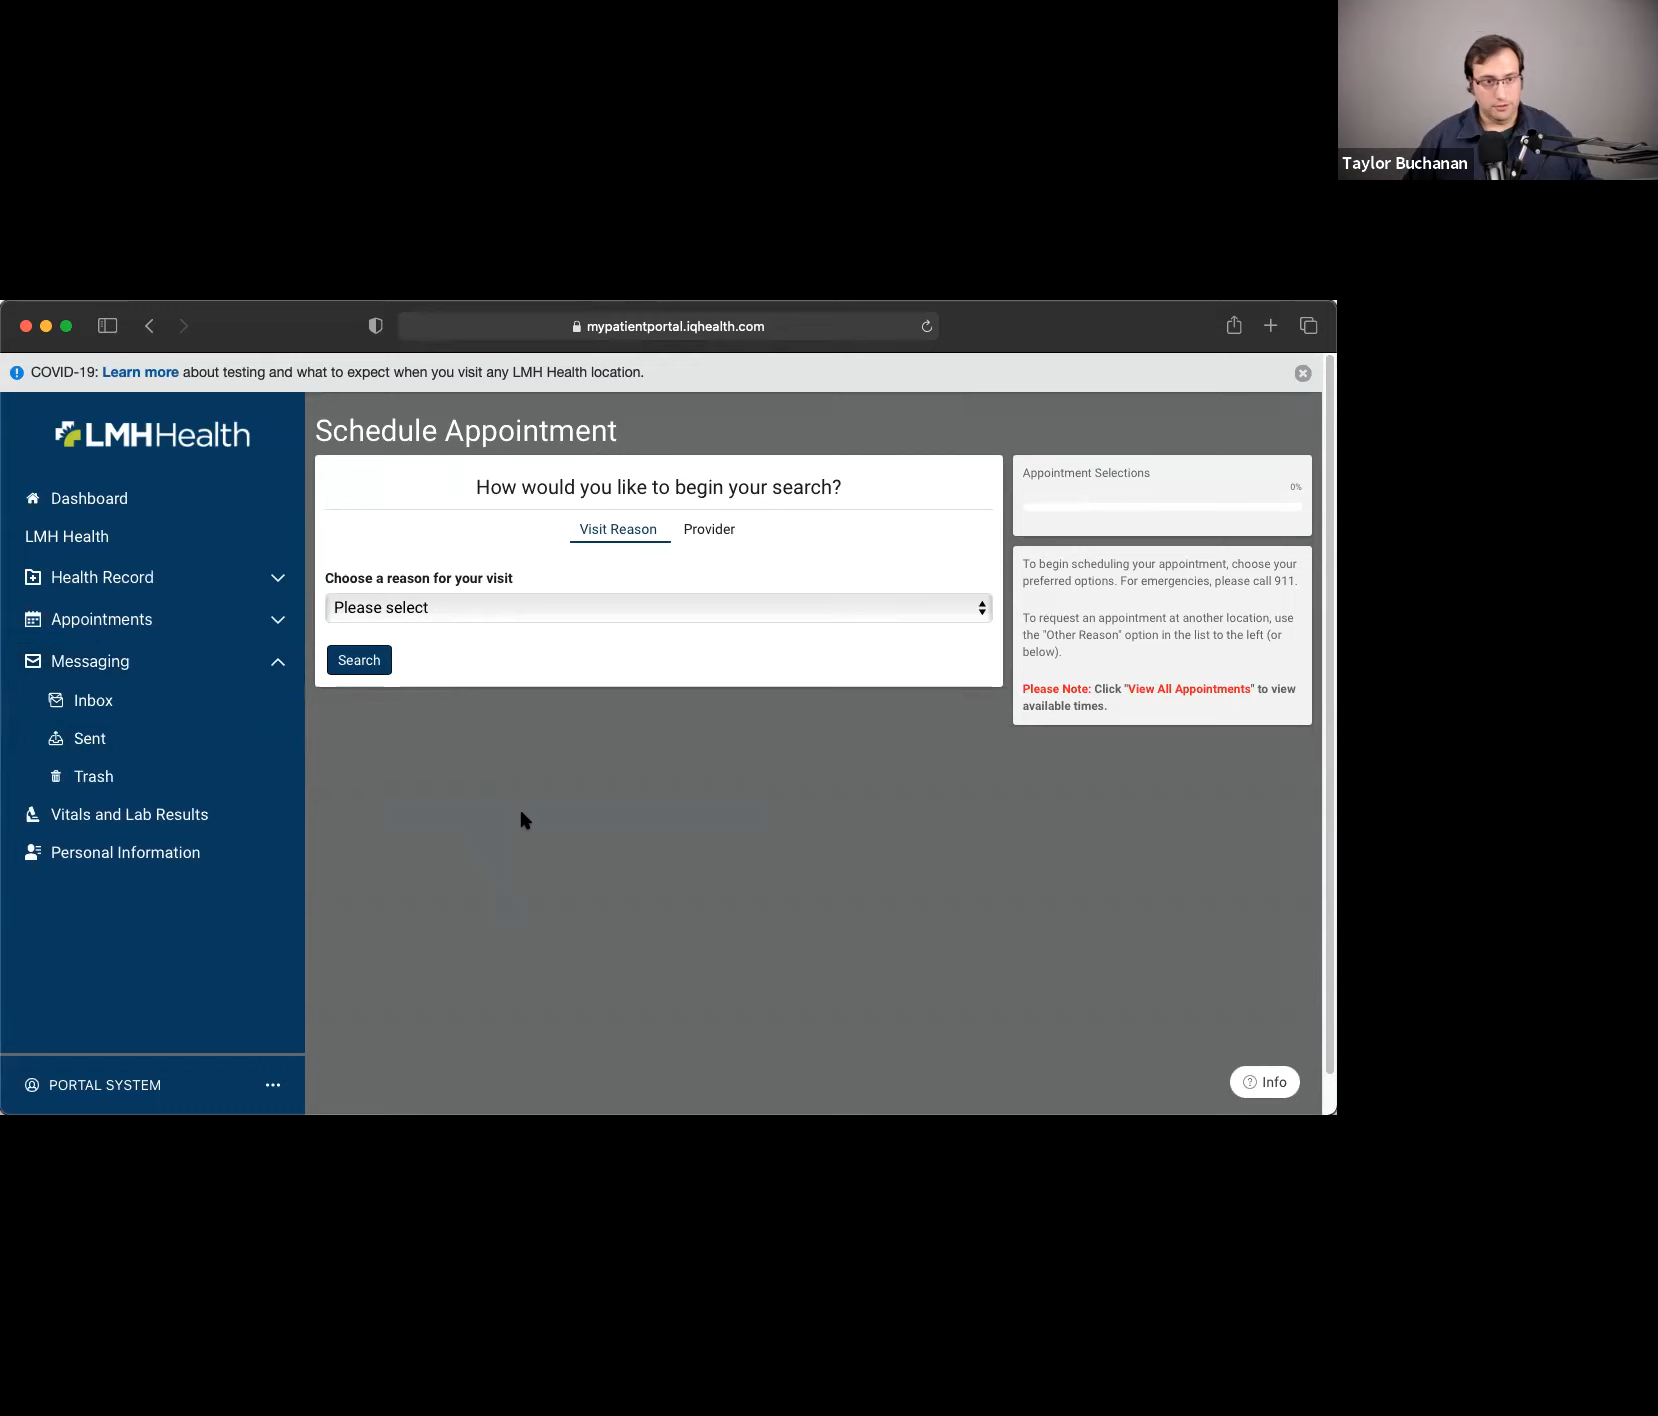 Taylor Buchanan
mypatientportal.iqhealth.com
COVID-19: Learn more about testing and what to expect when you visit any LMH Health location.
LMH Health
Dashboard
LMH Health
Health Record
Appointments
Messaging
Inbox
Sent
Trash
Vitals and Lab Results
Personal Information
PORTAL SYSTEM
Schedule Appointment
How would you like to begin your search?
Visit Reason Provider
Choose a reason for your visit
Please select
Search
Appointment Selections
0%
To begin scheduling your appointment, choose your
preferred options. For emergencies, please call 911.
To request an appointment at another location, use
the "Other Reason" option in the list to the left (or
below).
Please Note: Click "View All Appointments" to view
available times.
Info